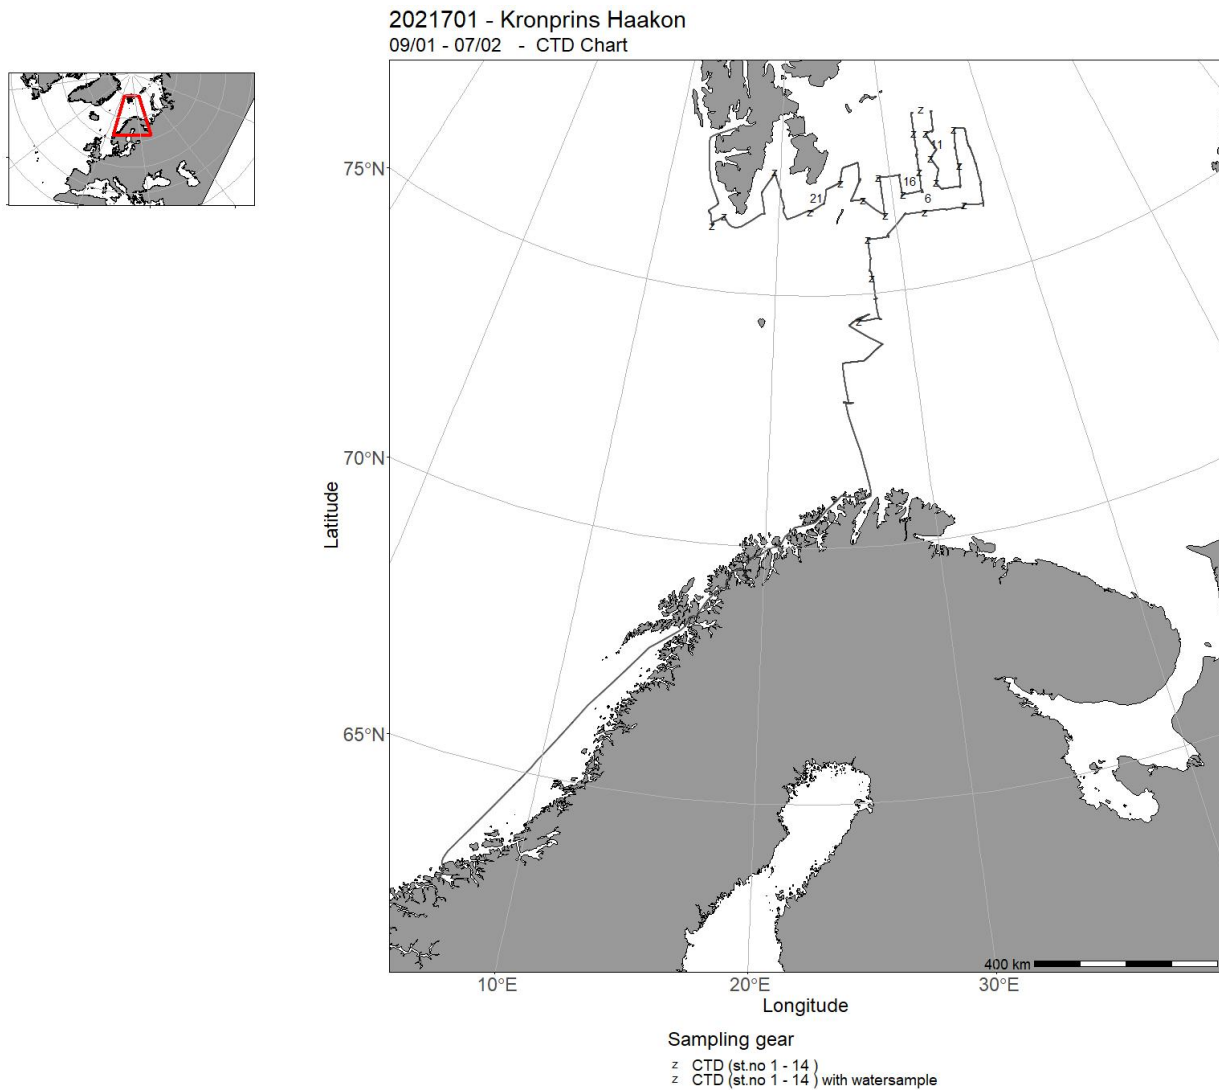 2021701 - Kronprins Haakon
09/01 - 07/02 - CTD Chart
75°N
70°N
65°N
Latitude
z
z
z
z
11
z
z
z
z
z
z
z
z
16
z
z
z
21
z
6
z
z
z
z
z
z
z
z
z
400 km
10°E
20°E
30°E
Longitude
Sampling gear
z CTD (st.no 1 - 14 )
z CTD (st.no 1 - 14 ) with watersample